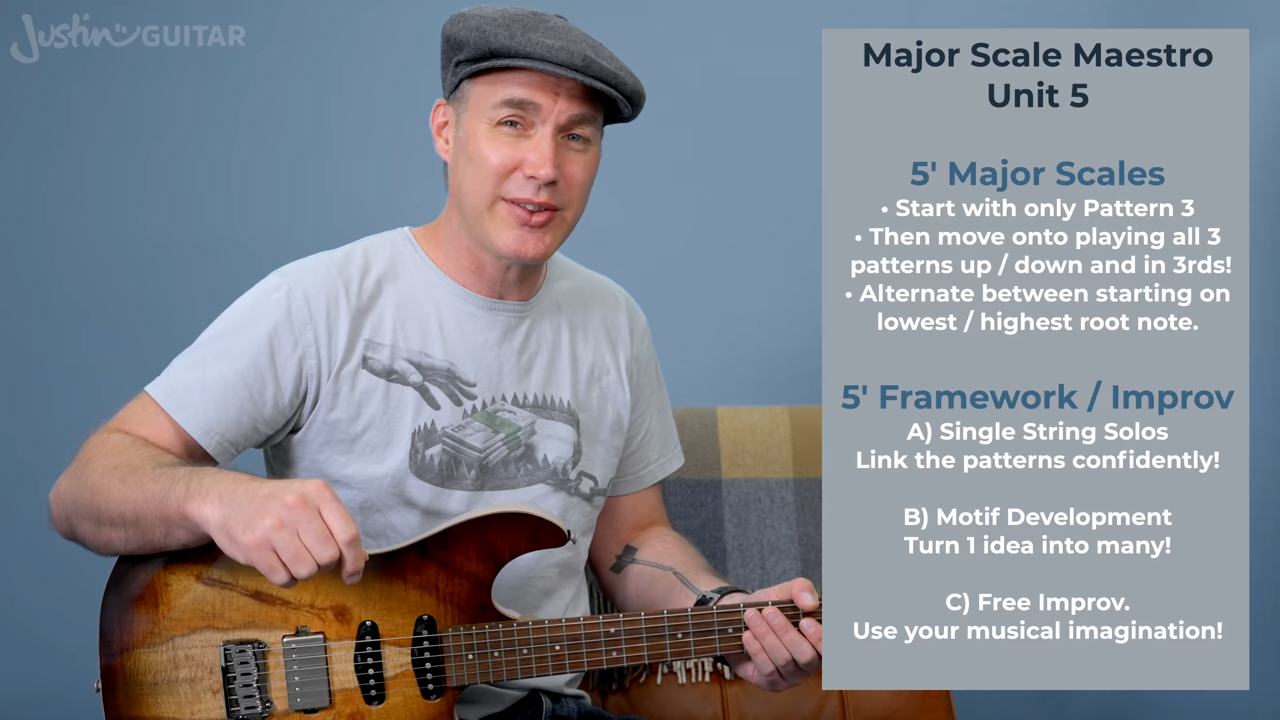 Justin GUITAR
Major Scale Maestro
Unit 5
5' Major Scales
• Start with only Pattern 3
• Then move onto playing all 3
patterns up / down and in 3rds!
• Alternate between starting on
lowest / highest root note.
5' Framework / Improv
A) Single String Solos
Link the patterns confidently!
B) Motif Development
Turn 1 idea into many!
C) Free Improv.
Use your musical imagination!